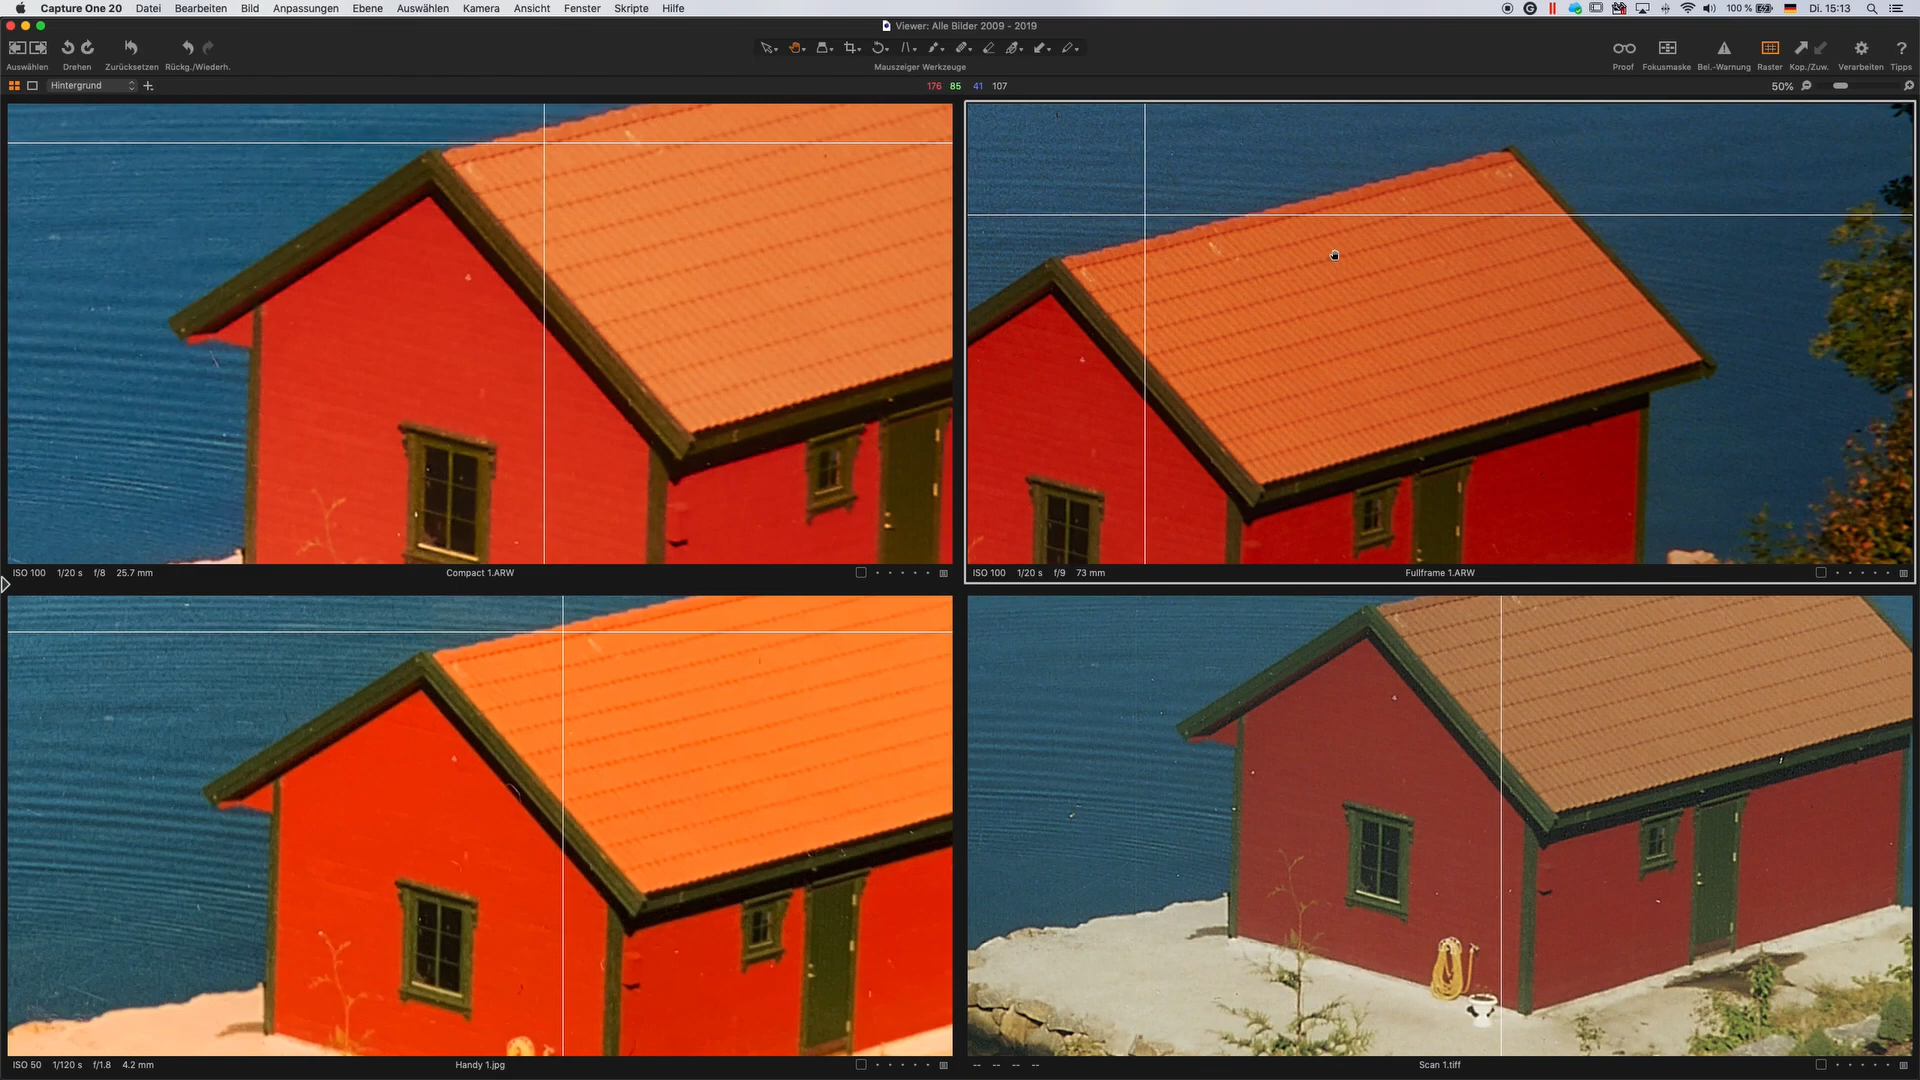 Capture One 20 Datei Bearbeiten Bild Anpassungen Ebene Auswählen Kamera Ansicht Fenster Skripte Hilfe 100 % Di. 15:13
Viewer: Alle Bilder 2009 - 2019
Auswählen Drehen Zurücksetzen Rückg./Wiederh. Mauszeiger Werkzeuge Proof Fokusmaske Bel.-Warnung Raster Kop./Zuw. Verarbeiten Tipps
Hintergrund 176 85 41 107 50%
ISO 100 1/20 s f/8 25.7 mm Compact 1.ARW
ISO 100 1/20 s f/9 73 mm Fullframe 1.ARW
ISO 50 1/120 s f/1.8 4.2 mm Handy 1.jpg
-- -- -- -- Scan 1.tiff